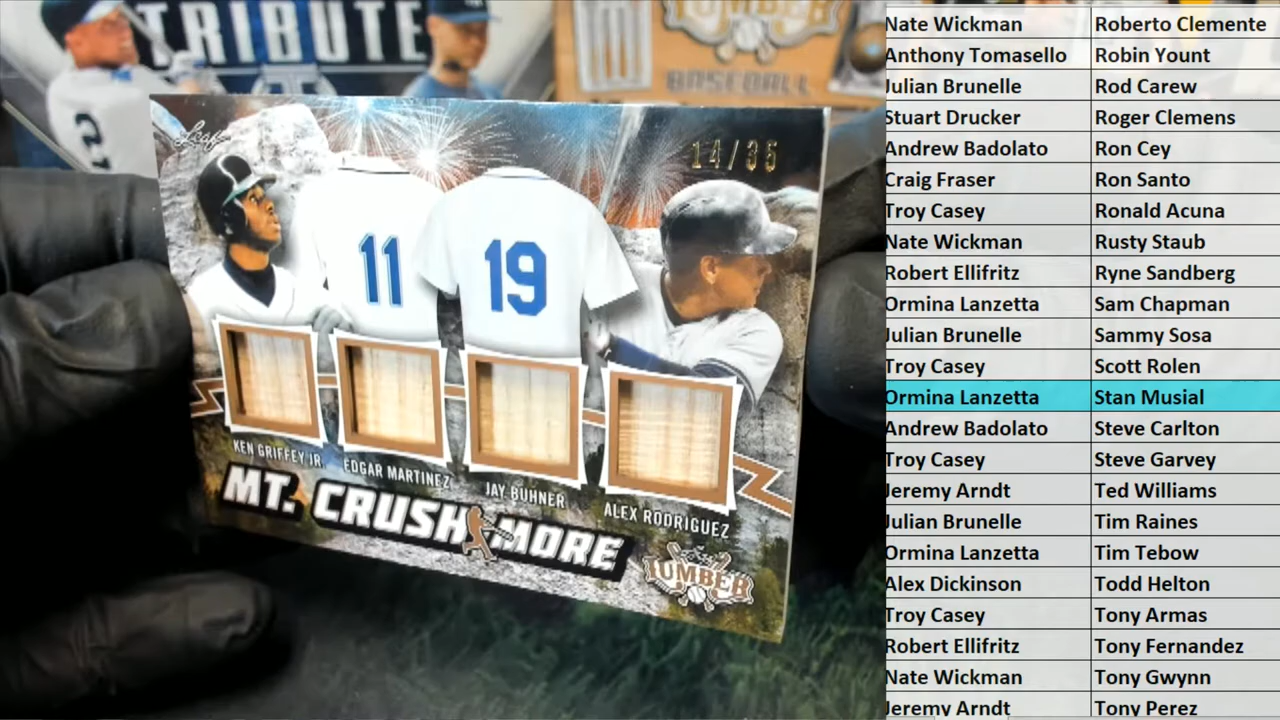 TRIBUTE
LUMBER
BASEBALL
2
Leaf
14/35
11
19
KEN GRIFFEY JR.
EDGAR MARTINEZ
JAY BUHNER
ALEX RODRIGUEZ
MT. CRUSHMORE
LUMBER
Nate Wickman Roberto Clemente
Anthony Tomasello Robin Yount
Julian Brunelle Rod Carew
Stuart Drucker Roger Clemens
Andrew Badolato Ron Cey
Craig Fraser Ron Santo
Troy Casey Ronald Acuna
Nate Wickman Rusty Staub
Robert Ellifritz Ryne Sandberg
Ormina Lanzetta Sam Chapman
Julian Brunelle Sammy Sosa
Troy Casey Scott Rolen
Ormina Lanzetta Stan Musial
Andrew Badolato Steve Carlton
Troy Casey Steve Garvey
Jeremy Arndt Ted Williams
Julian Brunelle Tim Raines
Ormina Lanzetta Tim Tebow
Alex Dickinson Todd Helton
Troy Casey Tony Armas
Robert Ellifritz Tony Fernandez
Nate Wickman Tony Gwynn
Jeremy Arndt Tony Perez